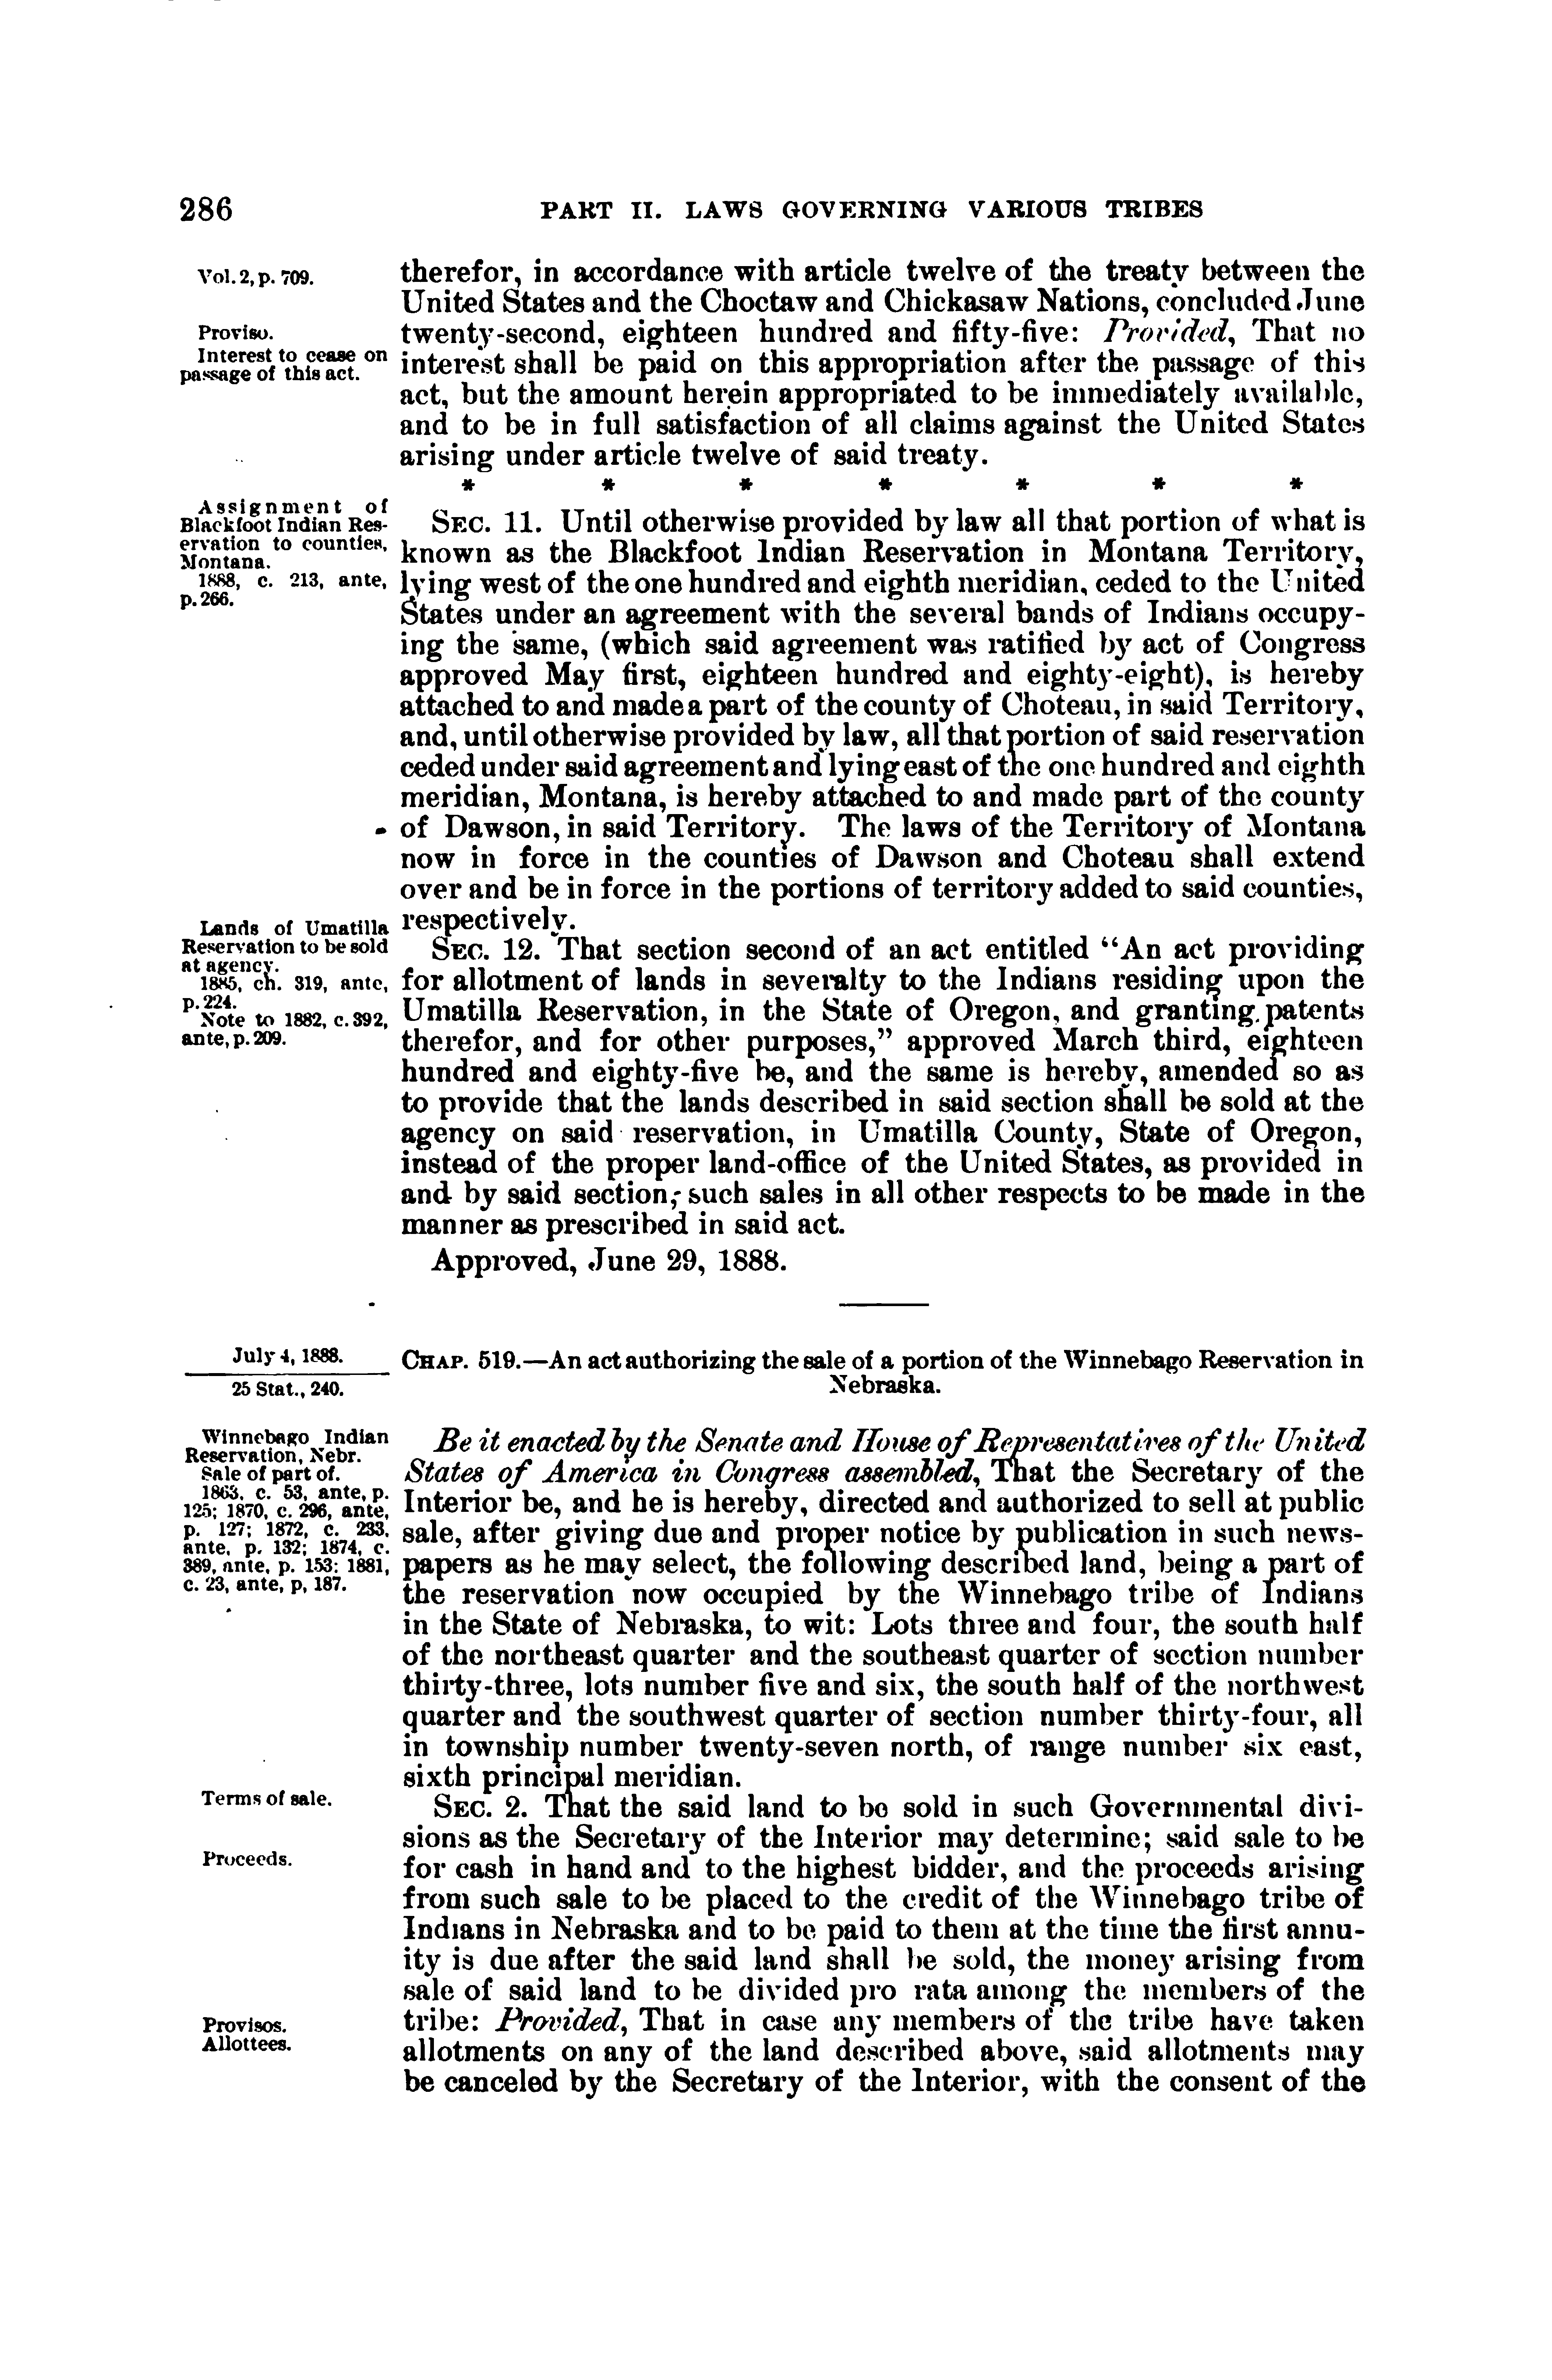 286
PART II. LAWS GOVERNING VARIOUS TRIBES
Vol. 2, p. 709.
Proviso.
Interest to cease on
passage of this act.
therefor, in accordance with article twelve of the treaty between the
United States and the Choctaw and Chickasaw Nations, concluded June
twenty-second, eighteen hundred and fifty-five: Provided, That no
interest shall be paid on this appropriation after the passage of this
act, but the amount herein appropriated to be immediately available,
and to be in full satisfaction of all claims against the United States
arising under article twelve of said treaty.
* * * * * * *
Assignment of
Blackfoot Indian Res-
ervation to counties,
Montana.
1888, c. 213, ante,
p. 266.
SEC. 11. Until otherwise provided by law all that portion of what is
known as the Blackfoot Indian Reservation in Montana Territory,
lying west of the one hundred and eighth meridian, ceded to the United
States under an agreement with the several bands of Indians occupy-
ing the same, (which said agreement was ratified by act of Congress
approved May first, eighteen hundred and eighty-eight), is hereby
attached to and made a part of the county of Choteau, in said Territory,
and, until otherwise provided by law, all that portion of said reservation
ceded under said agreement and lying east of the one hundred and eighth
meridian, Montana, is hereby attached to and made part of the county
of Dawson, in said Territory. The laws of the Territory of Montana
now in force in the counties of Dawson and Choteau shall extend
over and be in force in the portions of territory added to said counties,
respectively.
Lands of Umatilla
Reservation to be sold
at agency.
1885, ch. 319, ante,
p. 224.
Note to 1882, c. 392,
ante, p. 209.
SEC. 12. That section second of an act entitled "An act providing
for allotment of lands in severalty to the Indians residing upon the
Umatilla Reservation, in the State of Oregon, and granting patents
therefor, and for other purposes," approved March third, eighteen
hundred and eighty-five be, and the same is hereby, amended so as
to provide that the lands described in said section shall be sold at the
agency on said reservation, in Umatilla County, State of Oregon,
instead of the proper land-office of the United States, as provided in
and by said section; such sales in all other respects to be made in the
manner as prescribed in said act.
Approved, June 29, 1888.
July 4, 1888.
25 Stat., 240.
CHAP. 519.—An act authorizing the sale of a portion of the Winnebago Reservation in
Nebraska.
Winnebago Indian
Reservation, Nebr.
Sale of part of.
1863, c. 53, ante, p.
125; 1870, c. 296, ante,
p. 127; 1872, c. 233,
ante, p. 132; 1874, c.
389, ante, p. 153; 1881,
c. 23, ante, p, 187.
Be it enacted by the Senate and House of Representatives of the United
States of America in Congress assembled, That the Secretary of the
Interior be, and he is hereby, directed and authorized to sell at public
sale, after giving due and proper notice by publication in such news-
papers as he may select, the following described land, being a part of
the reservation now occupied by the Winnebago tribe of Indians
in the State of Nebraska, to wit: Lots three and four, the south half
of the northeast quarter and the southeast quarter of section number
thirty-three, lots number five and six, the south half of the northwest
quarter and the southwest quarter of section number thirty-four, all
in township number twenty-seven north, of range number six east,
sixth principal meridian.
Terms of sale.
Proceeds.
SEC. 2. That the said land to be sold in such Governmental divi-
sions as the Secretary of the Interior may determine; said sale to be
for cash in hand and to the highest bidder, and the proceeds arising
from such sale to be placed to the credit of the Winnebago tribe of
Indians in Nebraska and to be paid to them at the time the first annu-
ity is due after the said land shall be sold, the money arising from
sale of said land to be divided pro rata among the members of the
Provisos.
Allottees.
tribe: Provided, That in case any members of the tribe have taken
allotments on any of the land described above, said allotments may
be canceled by the Secretary of the Interior, with the consent of the